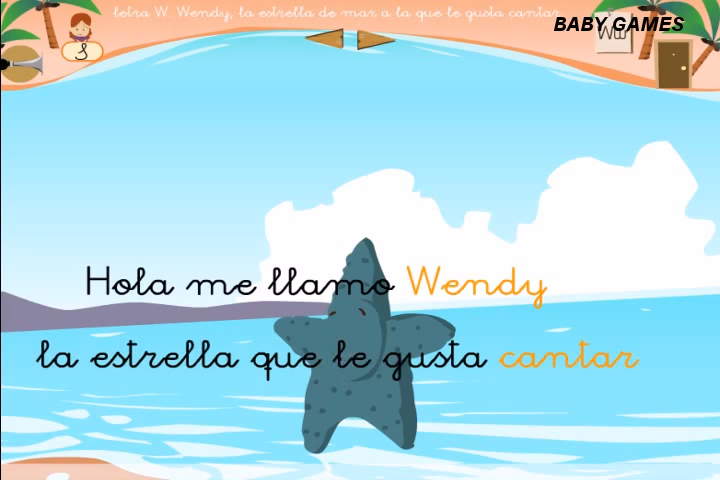 letra W. Wendy, la estrella de mar a la que le gusta cantar
BABY GAMES
Ww
Hola me llamo Wendy
la estrella que le gusta cantar